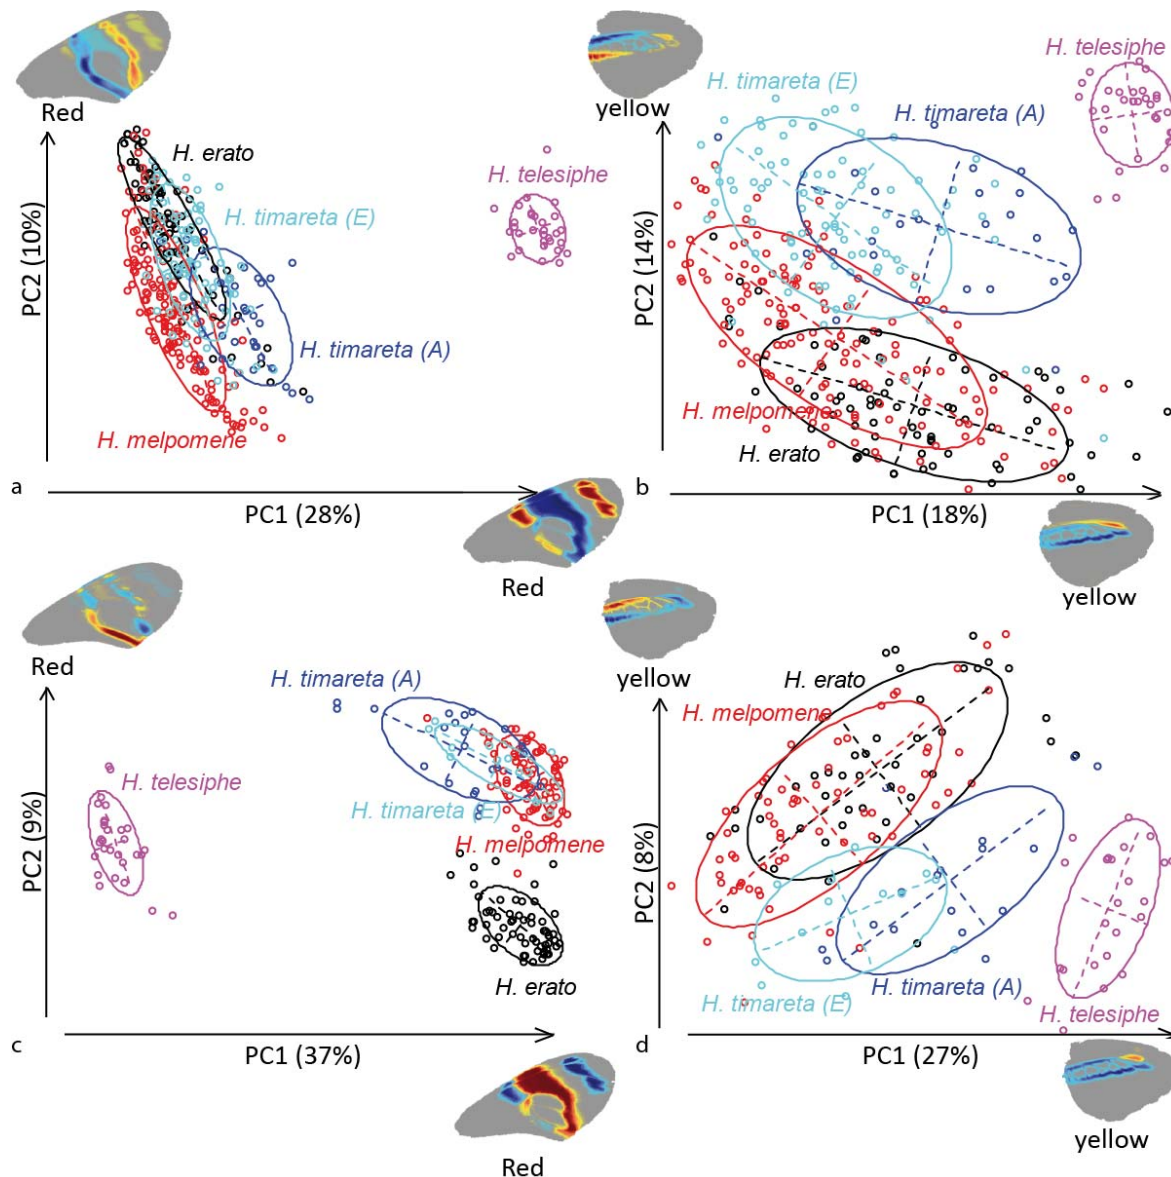 Red
H. erato
H. telesiphe
H. timareta (E)
H. timareta (A)
H. melpomene
PC2 (10%)
PC1 (28%)
Red
a
yellow
H. telesiphe
H. timareta (E)
H. timareta (A)
H. melpomene
H. erato
PC2 (14%)
PC1 (18%)
yellow
b
Red
H. timareta (A)
H. telesiphe
H. timareta (E)
H. melpomene
H. erato
PC2 (9%)
PC1 (37%)
Red
c
yellow
H. erato
H. melpomene
H. timareta (E)
H. timareta (A)
H. telesiphe
PC2 (8%)
PC1 (27%)
yellow
d